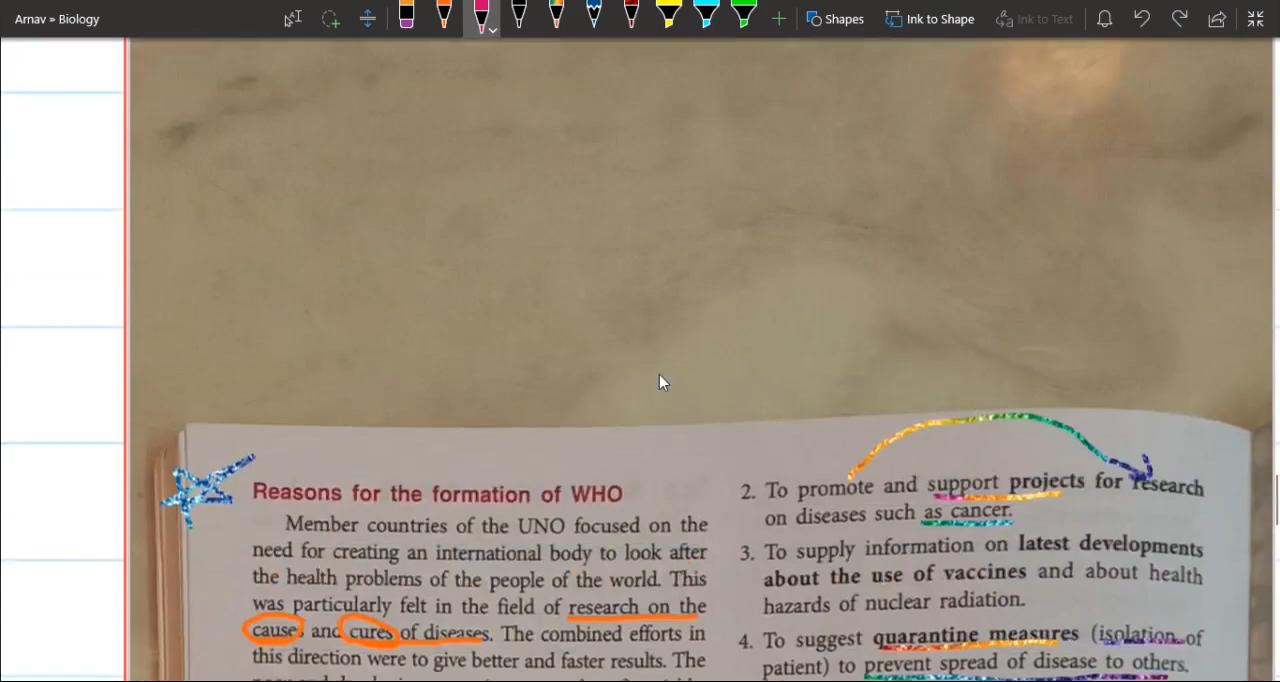 Arnav » Biology
Shapes
Ink to Shape
Ink to Text
Reasons for the formation of WHO
Member countries of the UNO focused on the
need for creating an international body to look after
the health problems of the people of the world. This
was particularly felt in the field of research on the
causes and cures of diseases. The combined efforts in
this direction were to give better and faster results. The
2. To promote and support projects for research
on diseases such as cancer.
3. To supply information on latest developments
about the use of vaccines and about health
hazards of nuclear radiation.
4. To suggest quarantine measures (isolation of
patient) to prevent spread of disease to others.